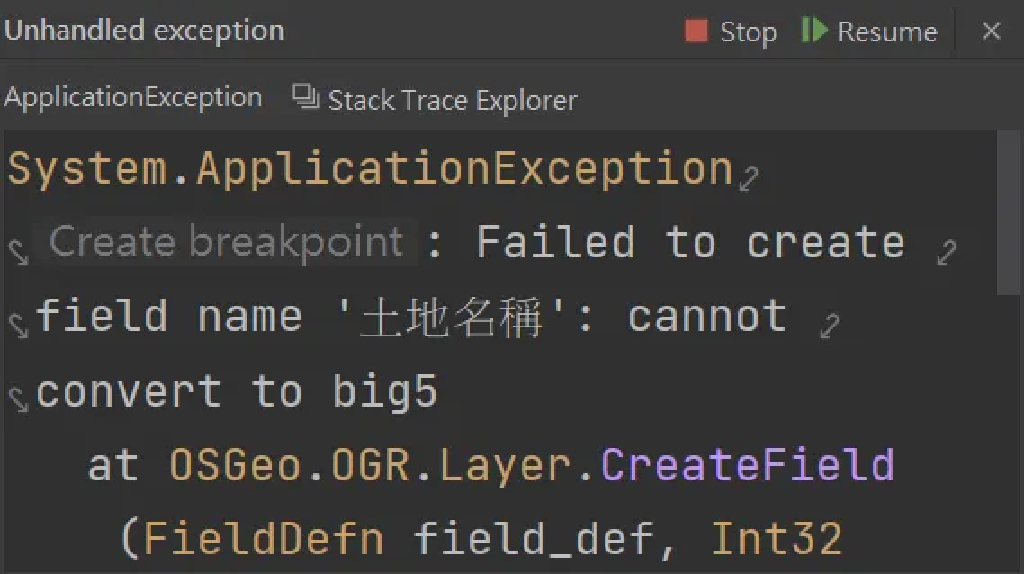 Unhandled exception Stop Resume
ApplicationException Stack Trace Explorer
System.ApplicationException
Create breakpoint : Failed to create
field name '土地名稱': cannot
convert to big5
at OSGeo.OGR.Layer.CreateField
(FieldDefn field_def, Int32